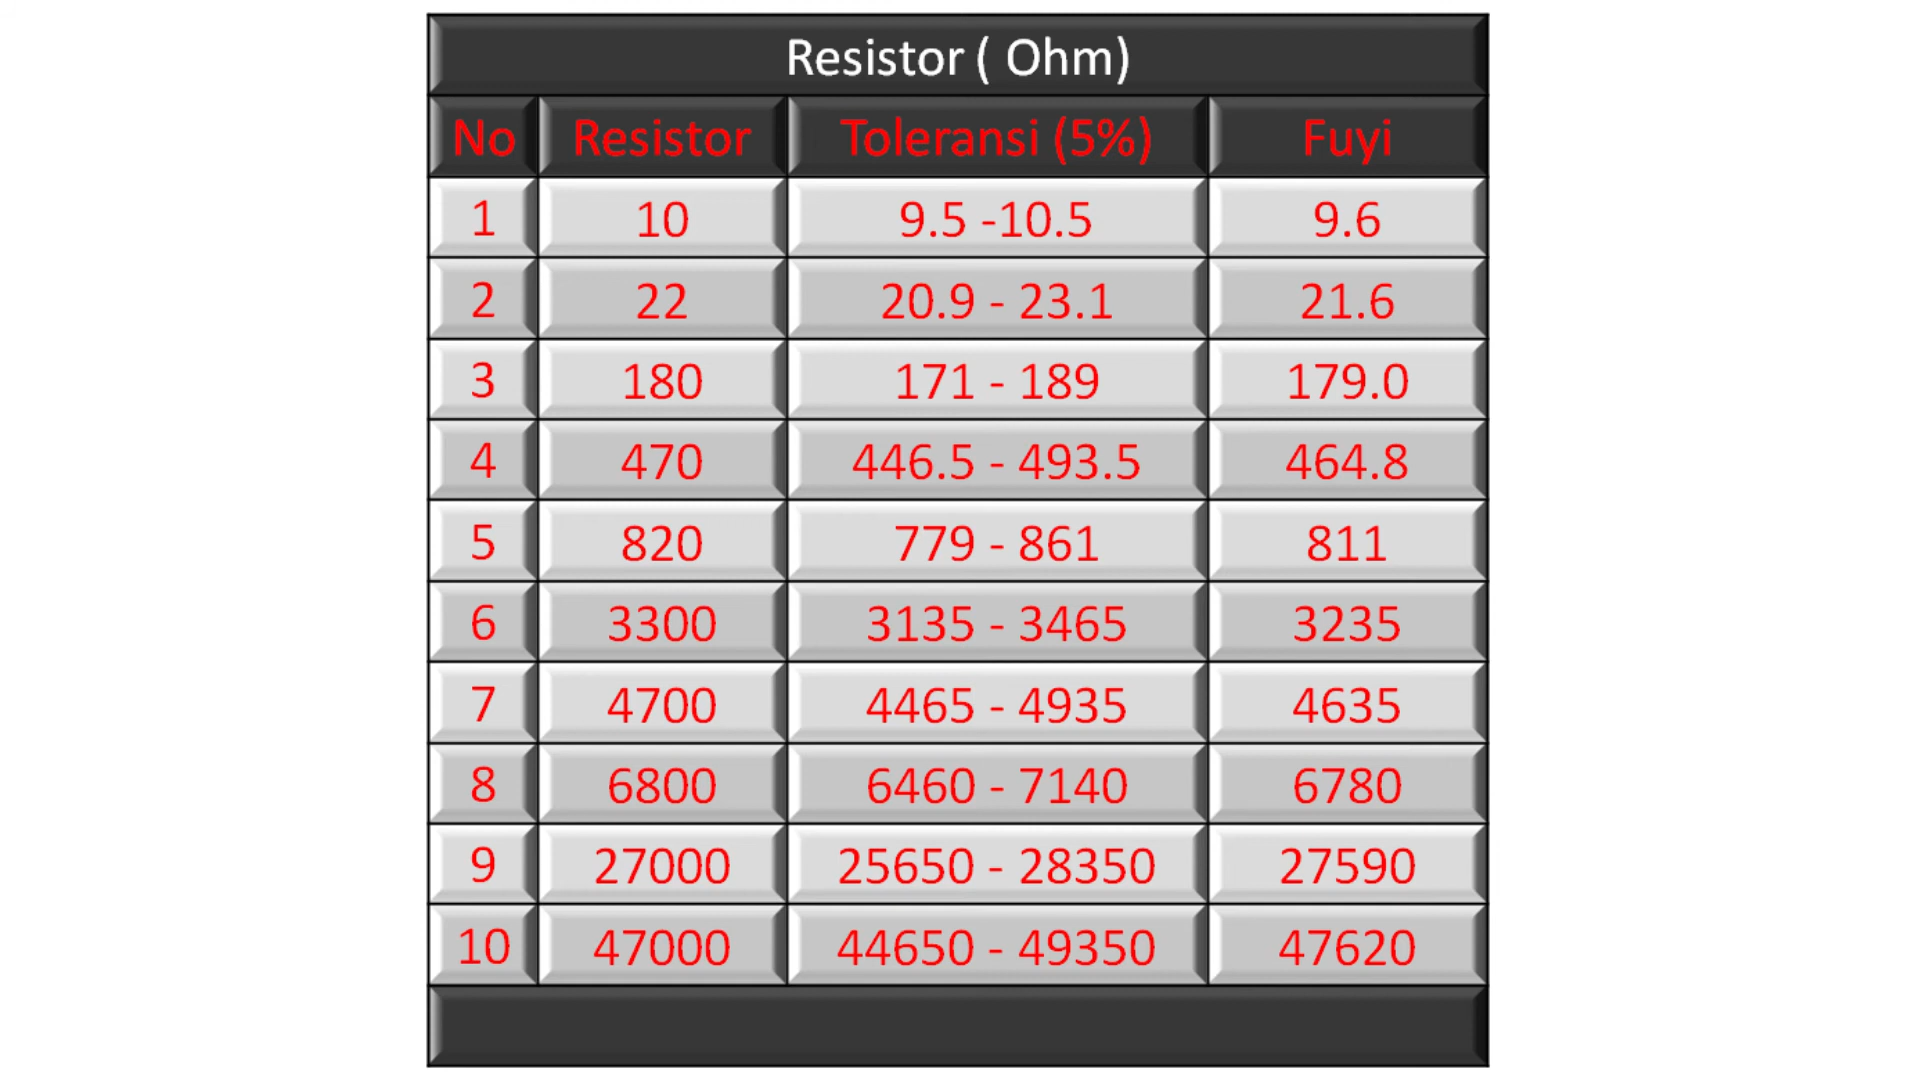 Resistor ( Ohm)
No Resistor Toleransi (5%) Fuyi
1 10 9.5 -10.5 9.6
2 22 20.9 - 23.1 21.6
3 180 171 - 189 179.0
4 470 446.5 - 493.5 464.8
5 820 779 - 861 811
6 3300 3135 - 3465 3235
7 4700 4465 - 4935 4635
8 6800 6460 - 7140 6780
9 27000 25650 - 28350 27590
10 47000 44650 - 49350 47620